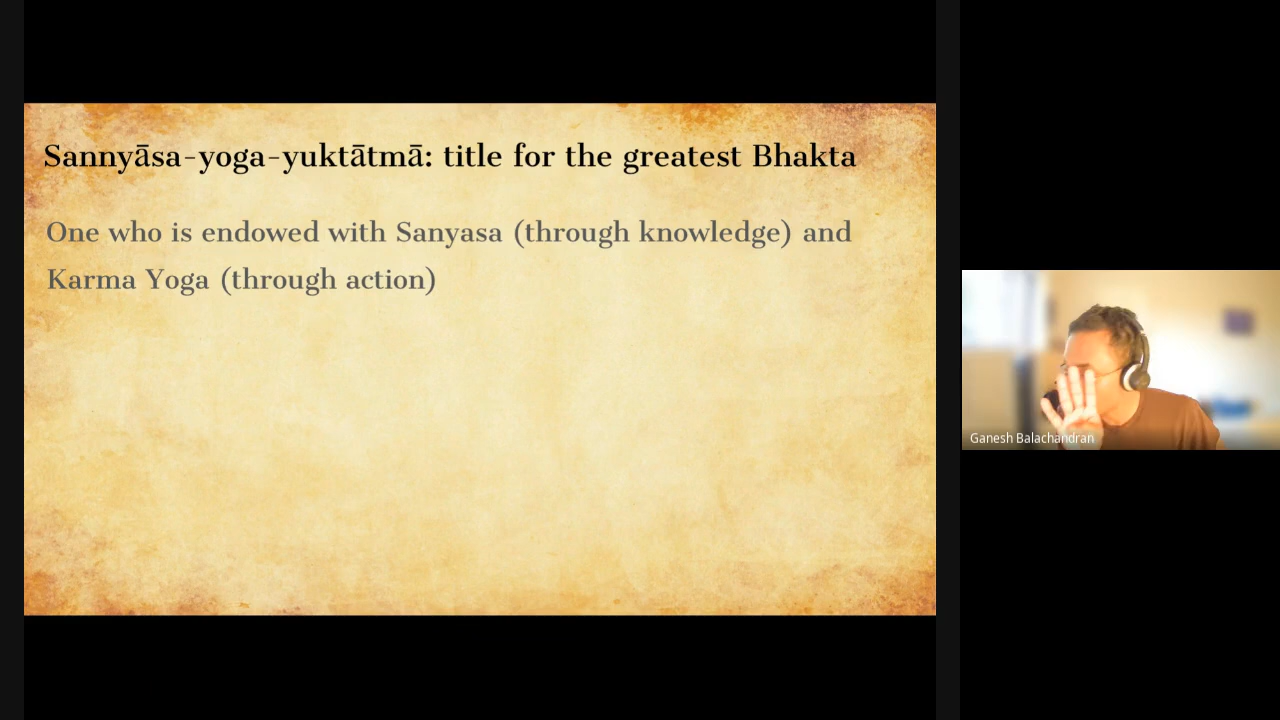 Sannyāsa-yoga-yuktātmā: title for the greatest Bhakta
One who is endowed with Sanyasa (through knowledge) and
Karma Yoga (through action)
Ganesh Balachandran